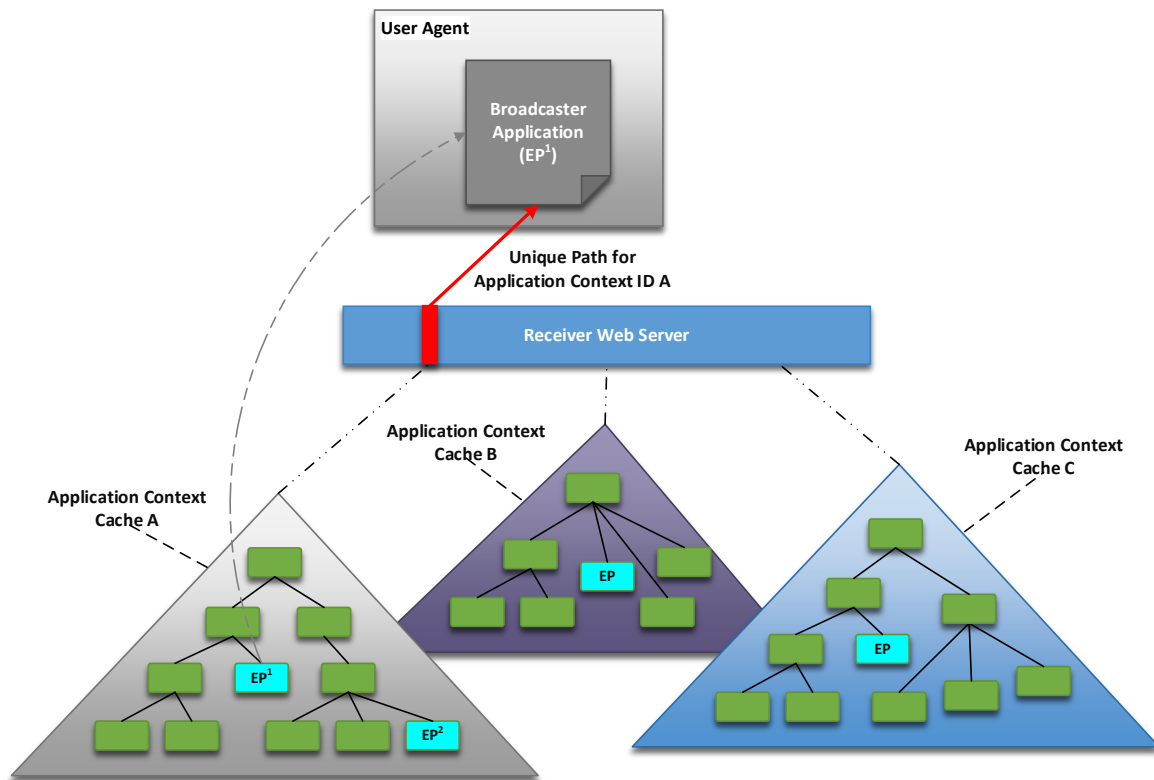 User Agent
Broadcaster
Application
(EP¹)
Unique Path for
Application Context ID A
Receiver Web Server
Application Context
Cache B
Application Context
Cache C
Application Context
Cache A
EP
EP
EP¹
EP²